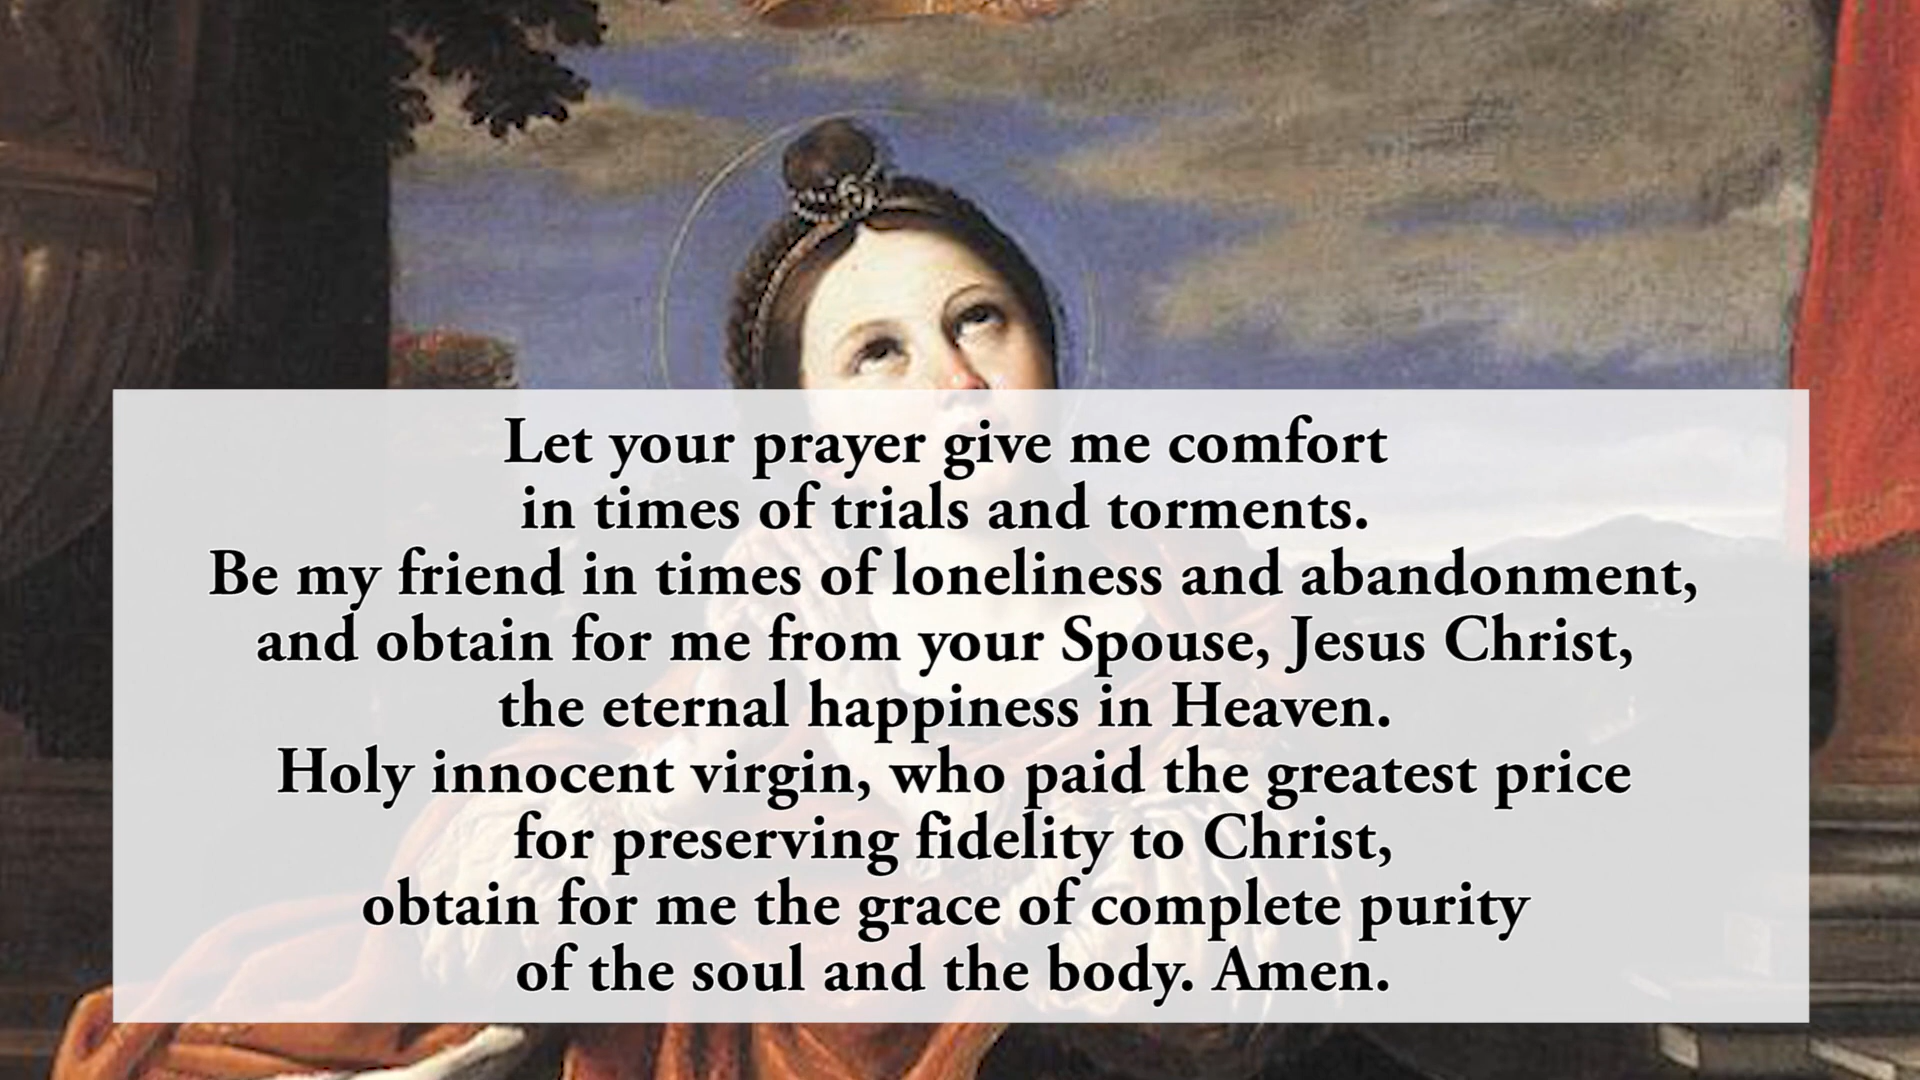 Let your prayer give me comfort
in times of trials and torments.
Be my friend in times of loneliness and abandonment,
and obtain for me from your Spouse, Jesus Christ,
the eternal happiness in Heaven.
Holy innocent virgin, who paid the greatest price
for preserving fidelity to Christ,
obtain for me the grace of complete purity
of the soul and the body. Amen.